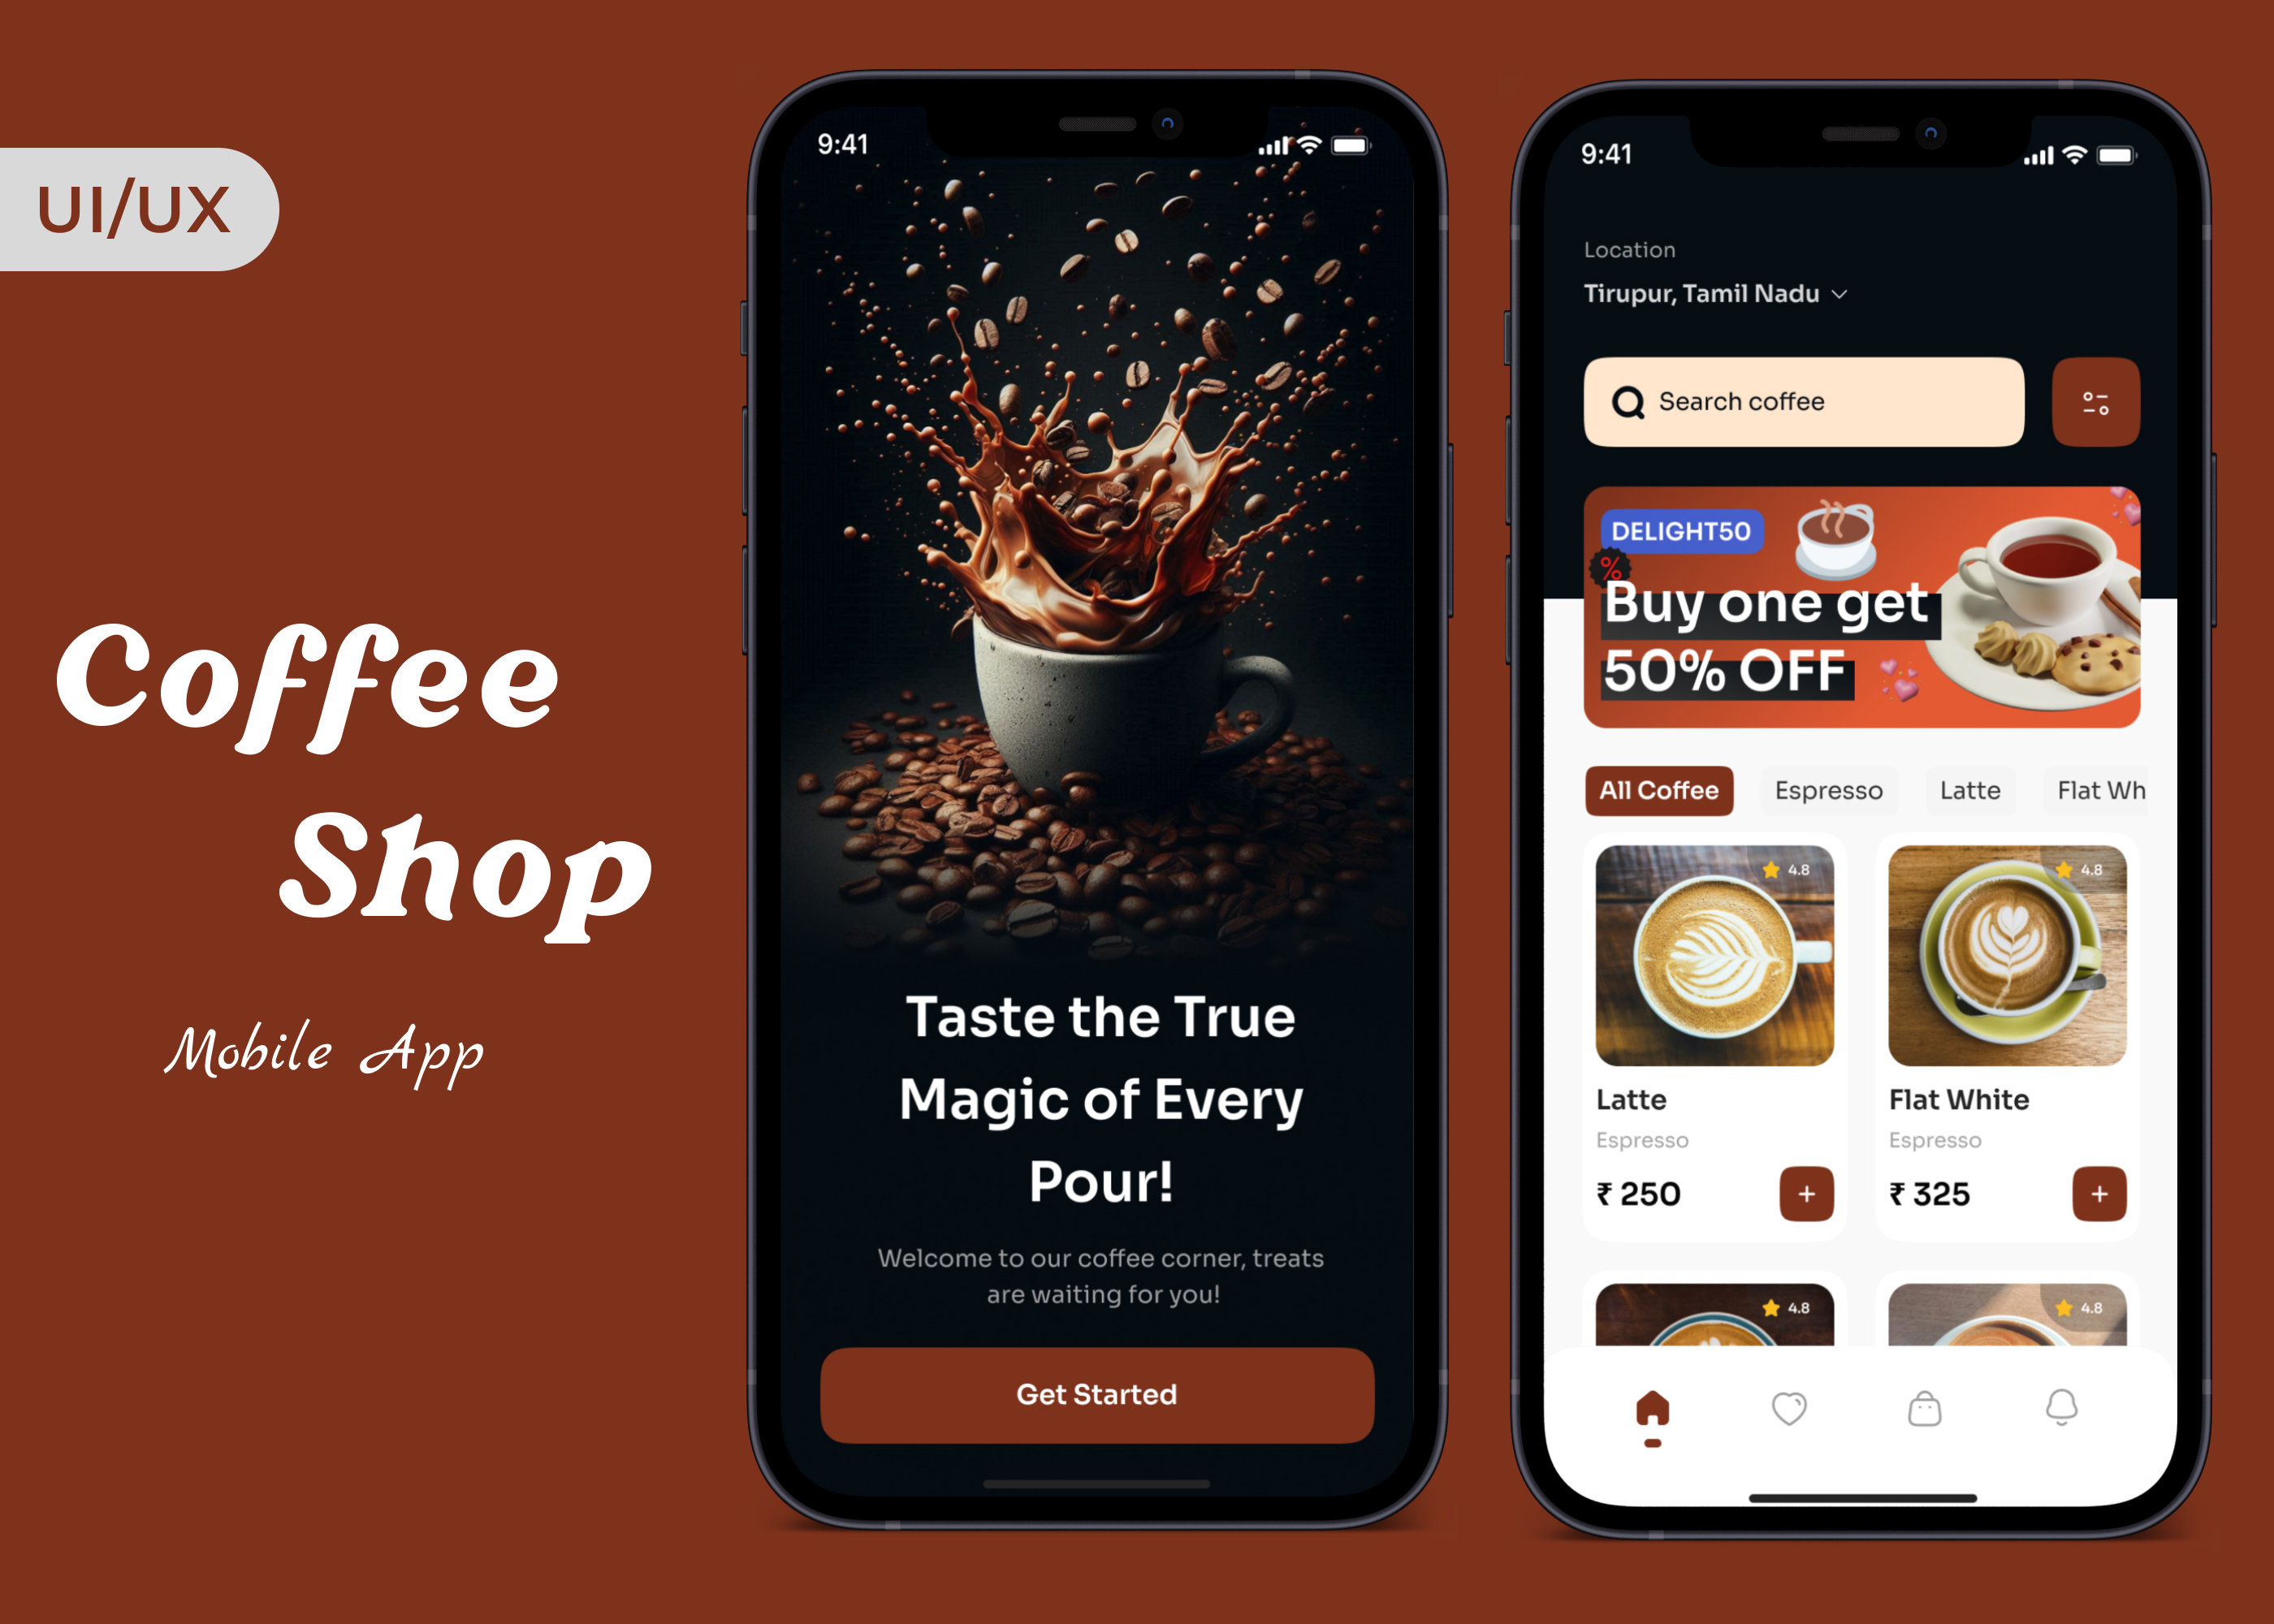 UI/UX
Coffee
Shop
Mobile App
9:41
Taste the True
Magic of Every
Pour!
Welcome to our coffee corner, treats
are waiting for you!
Get Started
9:41
Location
Tirupur, Tamil Nadu
Search coffee
DELIGHT50
%
Buy one get
50% OFF
All Coffee Espresso Latte Flat Wh
4.8 4.8
Latte Flat White
Espresso Espresso
₹ 250 + ₹ 325 +
4.8 4.8